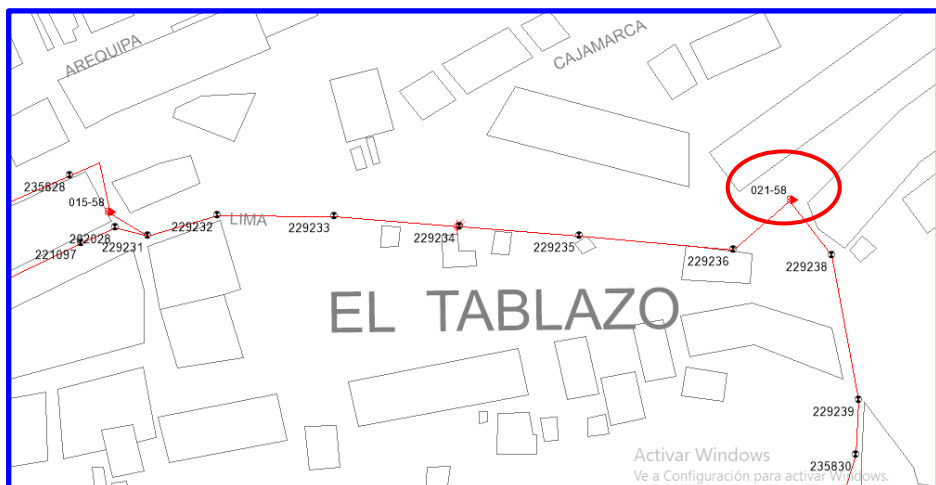 CAJAMARCA
AREQUIPA
235828
015-58
021-58
LIMA
229232
229233
229234
202028
229231
221097
229235
229236
229238
EL TABLAZO
229239
Activar Windows
235830
Ve a Configuración para activar Windows.